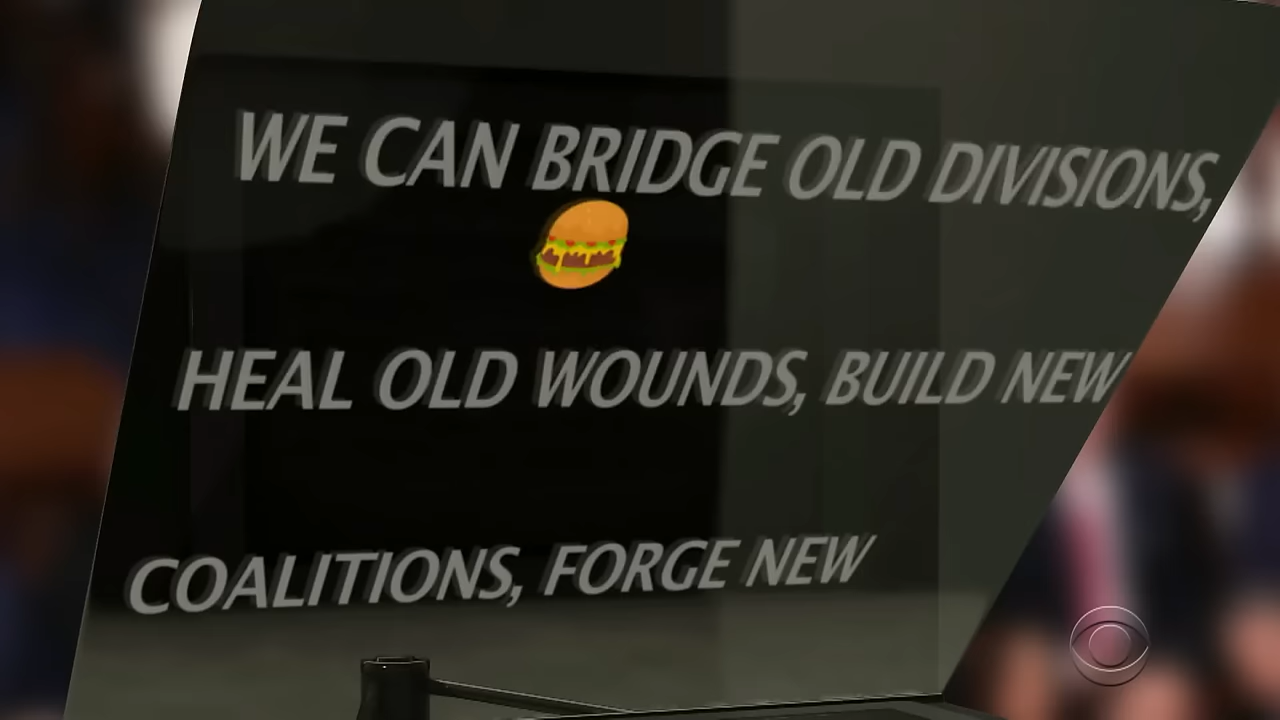 WE CAN BRIDGE OLD DIVISIONS,
HEAL OLD WOUNDS, BUILD NEW
COALITIONS, FORGE NEW